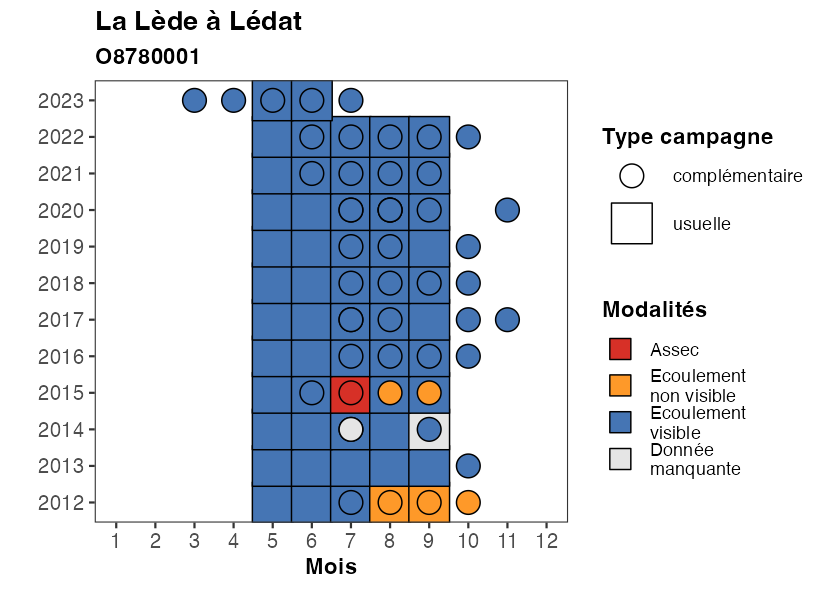 La Lède à Lédat
O8780001
2023
2022
2021
2020
2019
2018
2017
2016
2015
2014
2013
2012
1 2 3 4 5 6 7 8 9 10 11 12
Mois
Type campagne
complémentaire
usuelle
Modalités
Assec
Ecoulement
non visible
Ecoulement
visible
Donnée
manquante